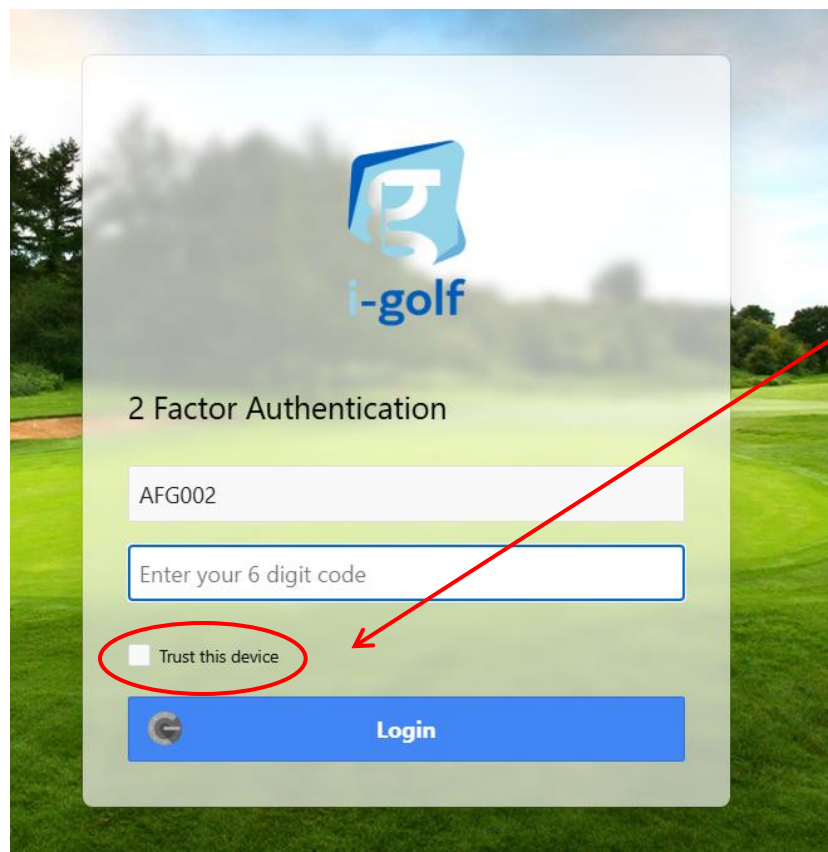 g
i-golf
2 Factor Authentication
AFG002
Enter your 6 digit code
Trust this device
Login